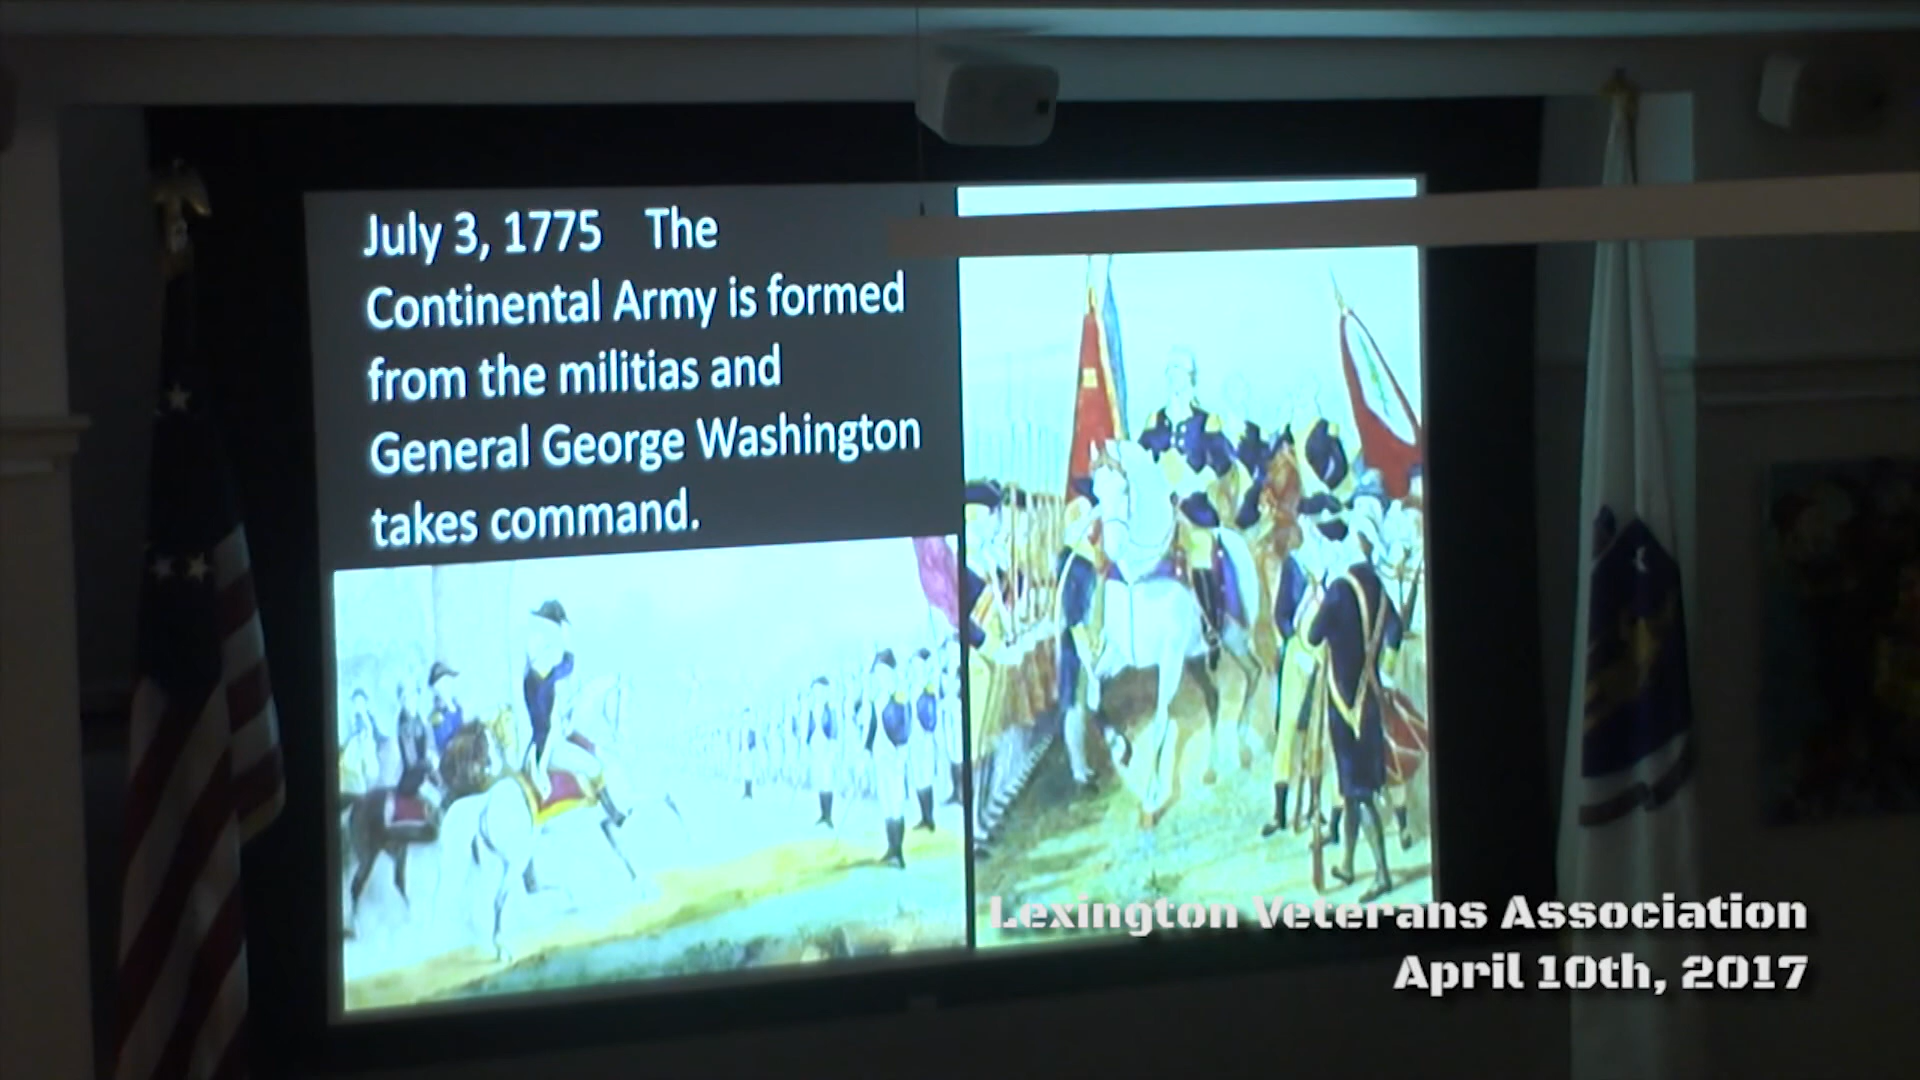 July 3, 1775 The
Continental Army is formed
from the militias and
General George Washington
takes command.
Lexington Veterans Association
April 10th, 2017